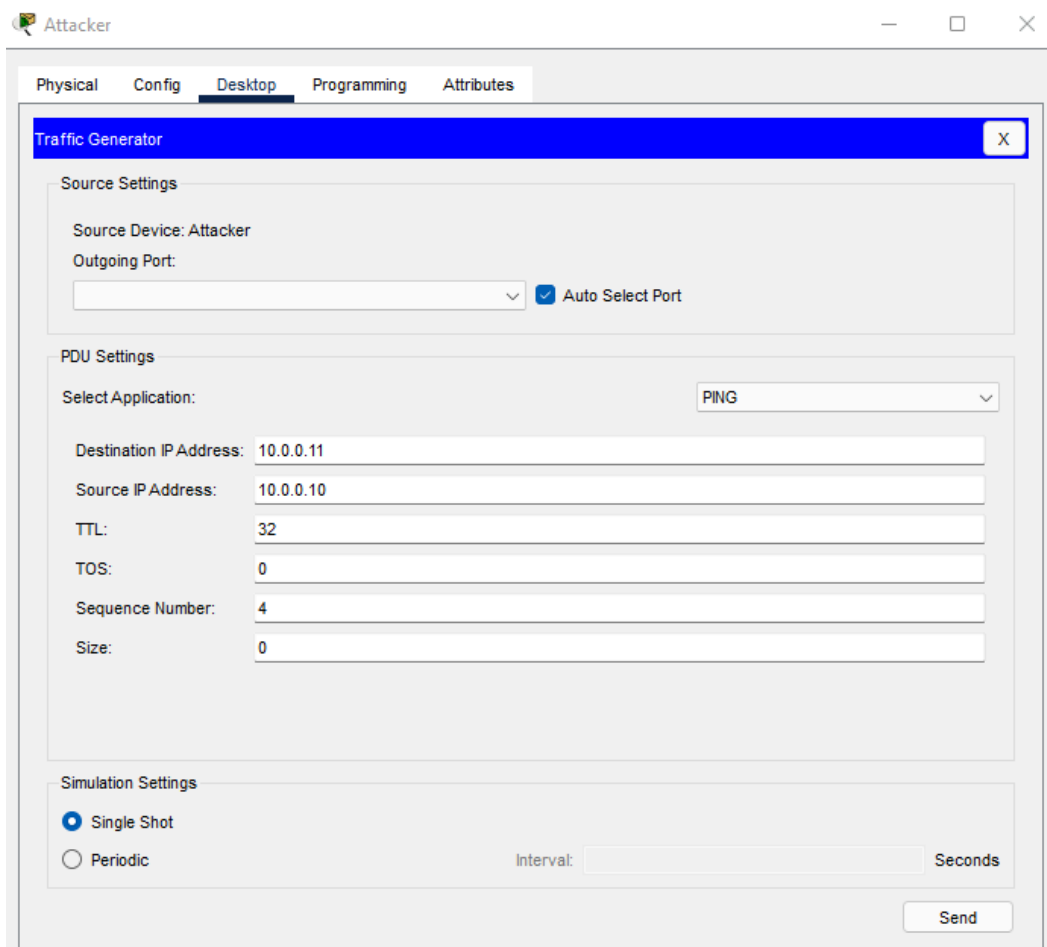 Attacker
Physical Config Desktop Programming Attributes
Traffic Generator X
Source Settings
Source Device: Attacker
Outgoing Port:
Auto Select Port
PDU Settings
Select Application: PING
Destination IP Address: 10.0.0.11
Source IP Address: 10.0.0.10
TTL: 32
TOS: 0
Sequence Number: 4
Size: 0
Simulation Settings
Single Shot
Periodic Interval: Seconds
Send